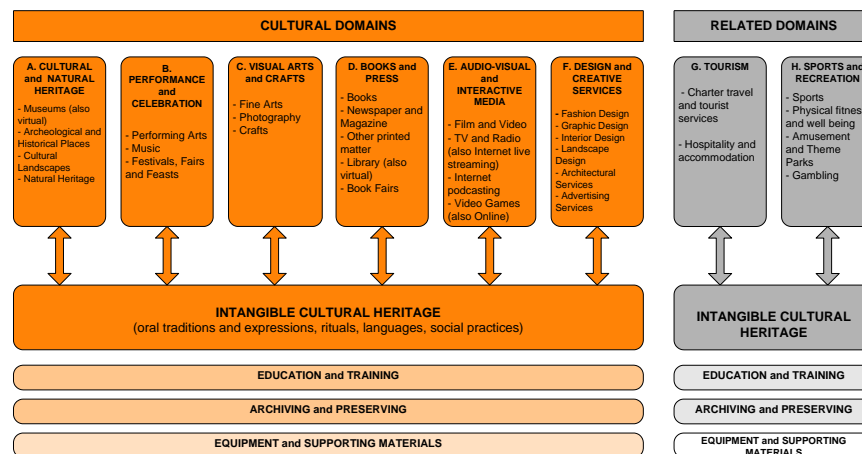 CULTURAL DOMAINS
A. CULTURAL
and NATURAL
HERITAGE
- Museums (also
virtual)
- Archeological and
Historical Places
- Cultural
Landscapes
- Natural Heritage
B.
PERFORMANCE
and
CELEBRATION
- Performing Arts
- Music
- Festivals, Fairs
and Feasts
C. VISUAL ARTS
and CRAFTS
- Fine Arts
- Photography
- Crafts
D. BOOKS and
PRESS
- Books
- Newspaper and
Magazine
- Other printed
matter
- Library (also
virtual)
- Book Fairs
E. AUDIO-VISUAL
and
INTERACTIVE
MEDIA
- Film and Video
- TV and Radio
(also Internet live
streaming)
- Internet
podcasting
- Video Games
(also Online)
F. DESIGN and
CREATIVE
SERVICES
- Fashion Design
- Graphic Design
- Interior Design
- Landscape
Design
- Architectural
Services
- Advertising
Services
INTANGIBLE CULTURAL HERITAGE
(oral traditions and expressions, rituals, languages, social practices)
EDUCATION and TRAINING
ARCHIVING and PRESERVING
EQUIPMENT and SUPPORTING MATERIALS
RELATED DOMAINS
G. TOURISM
- Charter travel
and tourist
services
- Hospitality and
accommodation
H. SPORTS and
RECREATION
- Sports
- Physical fitness
and well being
- Amusement
and Theme
Parks
- Gambling
INTANGIBLE CULTURAL
HERITAGE
EDUCATION and TRAINING
ARCHIVING and PRESERVING
EQUIPMENT and SUPPORTING
MATERIALS